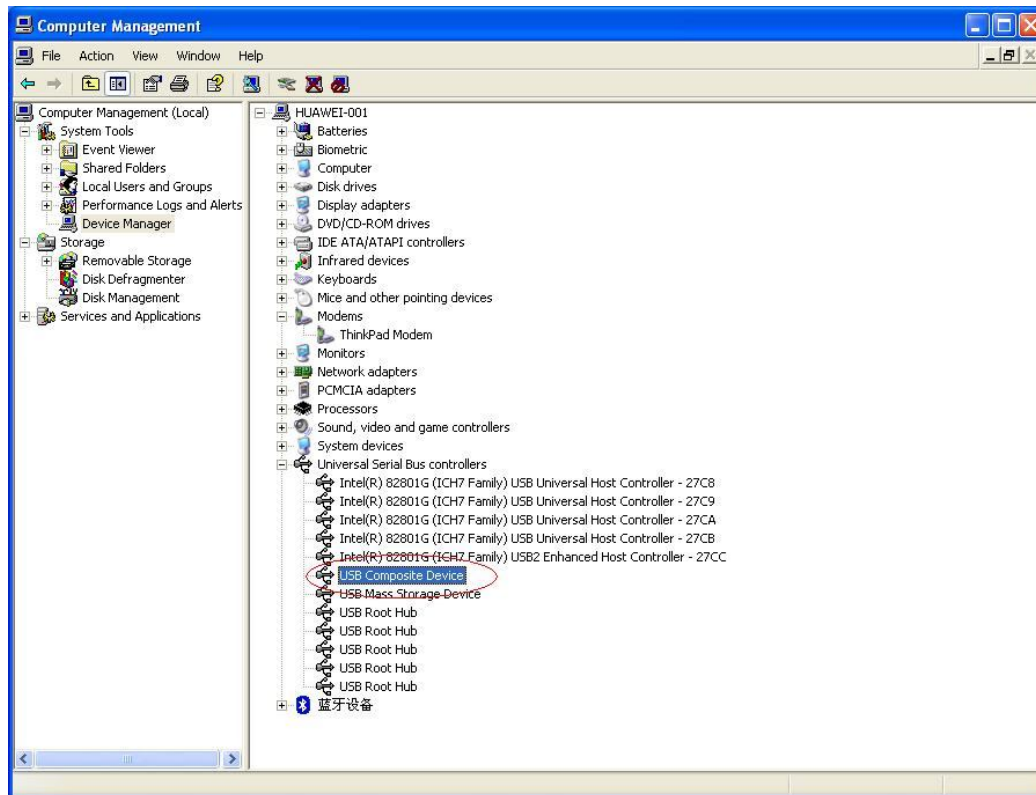 Computer Management
File Action View Window Help
Computer Management (Local)
System Tools
Event Viewer
Shared Folders
Local Users and Groups
Performance Logs and Alerts
Device Manager
Storage
Removable Storage
Disk Defragmenter
Disk Management
Services and Applications
HUAWEI-001
Batteries
Biometric
Computer
Disk drives
Display adapters
DVD/CD-ROM drives
IDE ATA/ATAPI controllers
Infrared devices
Keyboards
Mice and other pointing devices
Modems
ThinkPad Modem
Monitors
Network adapters
PCMCIA adapters
Processors
Sound, video and game controllers
System devices
Universal Serial Bus controllers
Intel(R) 82801G (ICH7 Family) USB Universal Host Controller - 27C8
Intel(R) 82801G (ICH7 Family) USB Universal Host Controller - 27C9
Intel(R) 82801G (ICH7 Family) USB Universal Host Controller - 27CA
Intel(R) 82801G (ICH7 Family) USB Universal Host Controller - 27CB
Intel(R) 82801G (ICH7 Family) USB2 Enhanced Host Controller - 27CC
USB Composite Device
USB Mass Storage Device
USB Root Hub
USB Root Hub
USB Root Hub
USB Root Hub
USB Root Hub
蓝牙设备